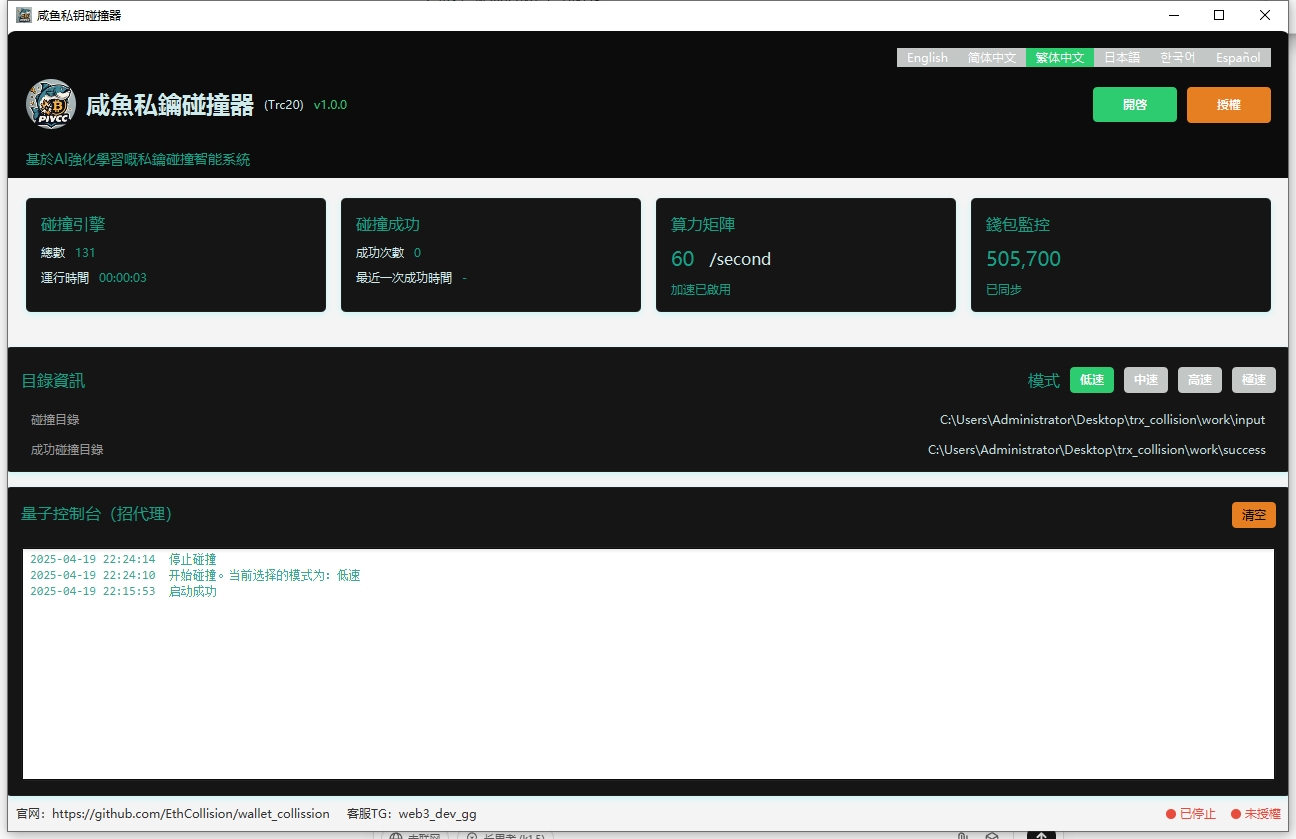 咸鱼私钥碰撞器
English 简体中文 繁体中文 日本語 한국어 Español
PIVCC
咸魚私鑰碰撞器 (Trc20) v1.0.0
開啓 授權
基於AI強化學習嘅私鑰碰撞智能系統
碰撞引擎
總數 131
運行時間 00:00:03
碰撞成功
成功次數 0
最近一次成功時間 -
算力矩陣
60 /second
加速已啟用
錢包監控
505,700
已同步
目錄資訊
模式 低速 中速 高速 極速
碰撞目錄 C:\Users\Administrator\Desktop\trx_collision\work\input
成功碰撞目錄 C:\Users\Administrator\Desktop\trx_collision\work\success
量子控制台（招代理）
清空
2025-04-19 22:24:14 停止碰撞
2025-04-19 22:24:10 开始碰撞。当前选择的模式为：低速
2025-04-19 22:15:53 启动成功
官网：https://github.com/EthCollision/wallet_collission 客服TG：web3_dev_gg
已停止 未授權